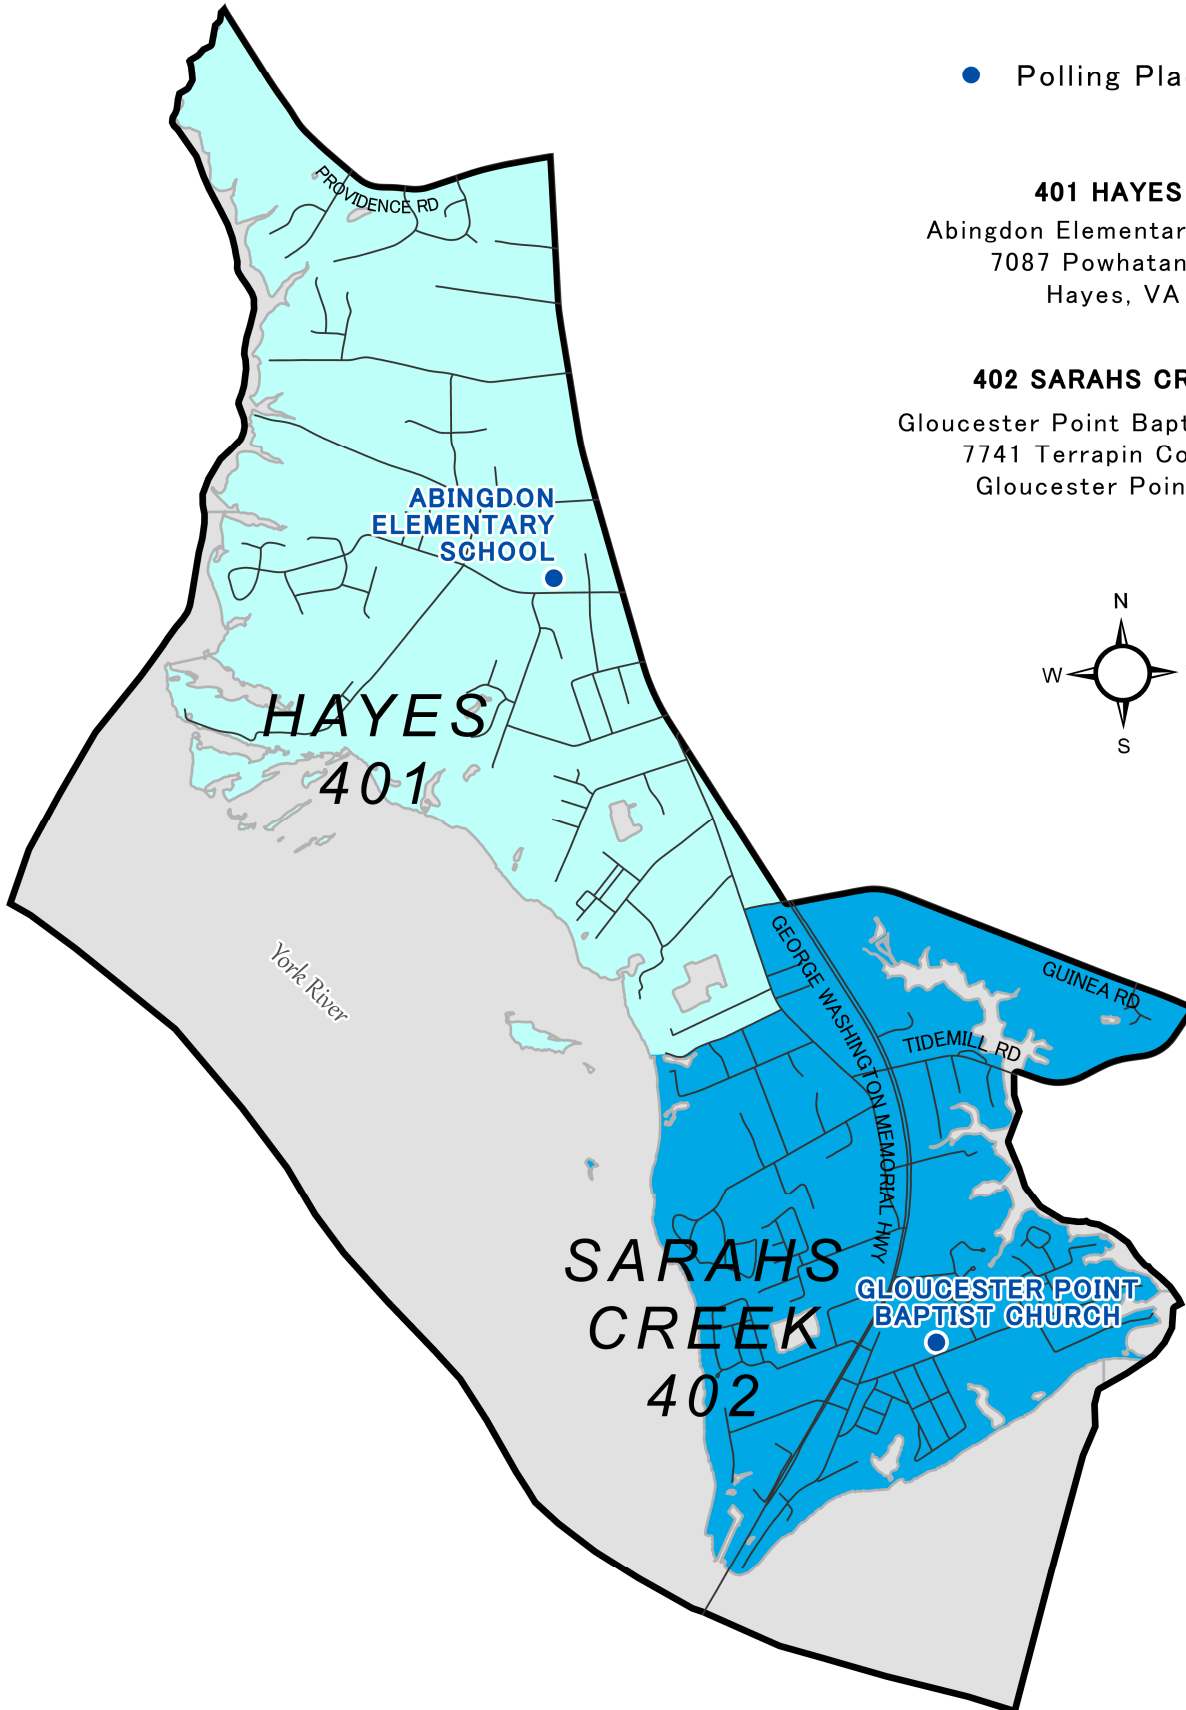 Polling Pla
401 HAYES
Abingdon Elementar
7087 Powhatan
Hayes, VA
402 SARAHS CR
Gloucester Point Bapt
7741 Terrapin Co
Gloucester Poin
N
W
S
PROVIDENCE RD
ABINGDON
ELEMENTARY
SCHOOL
HAYES
401
York River
GEORGE WASHINGTON MEMORIAL HWY
GUINEA RD
TIDEMILL RD
SARAHS
CREEK
402
GLOUCESTER POINT
BAPTIST CHURCH